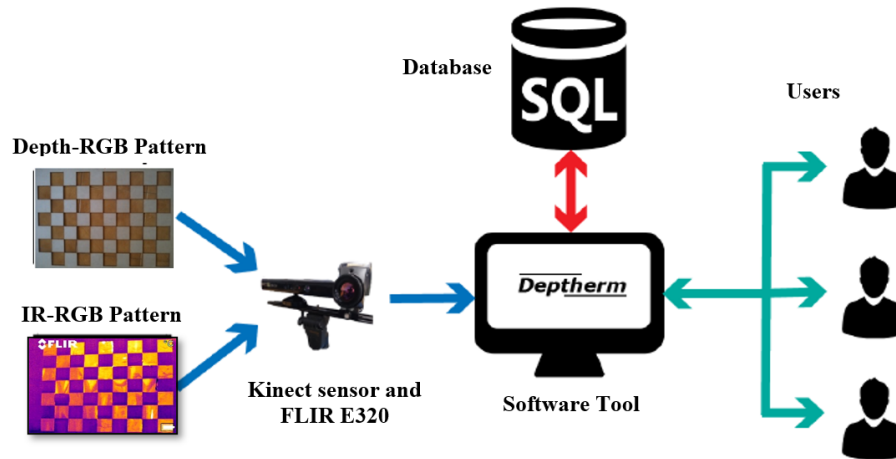 Database
SQL
Users
Depth-RGB Pattern
Deptherm
IR-RGB Pattern
FLIR
Kinect sensor and
FLIR E320
Software Tool